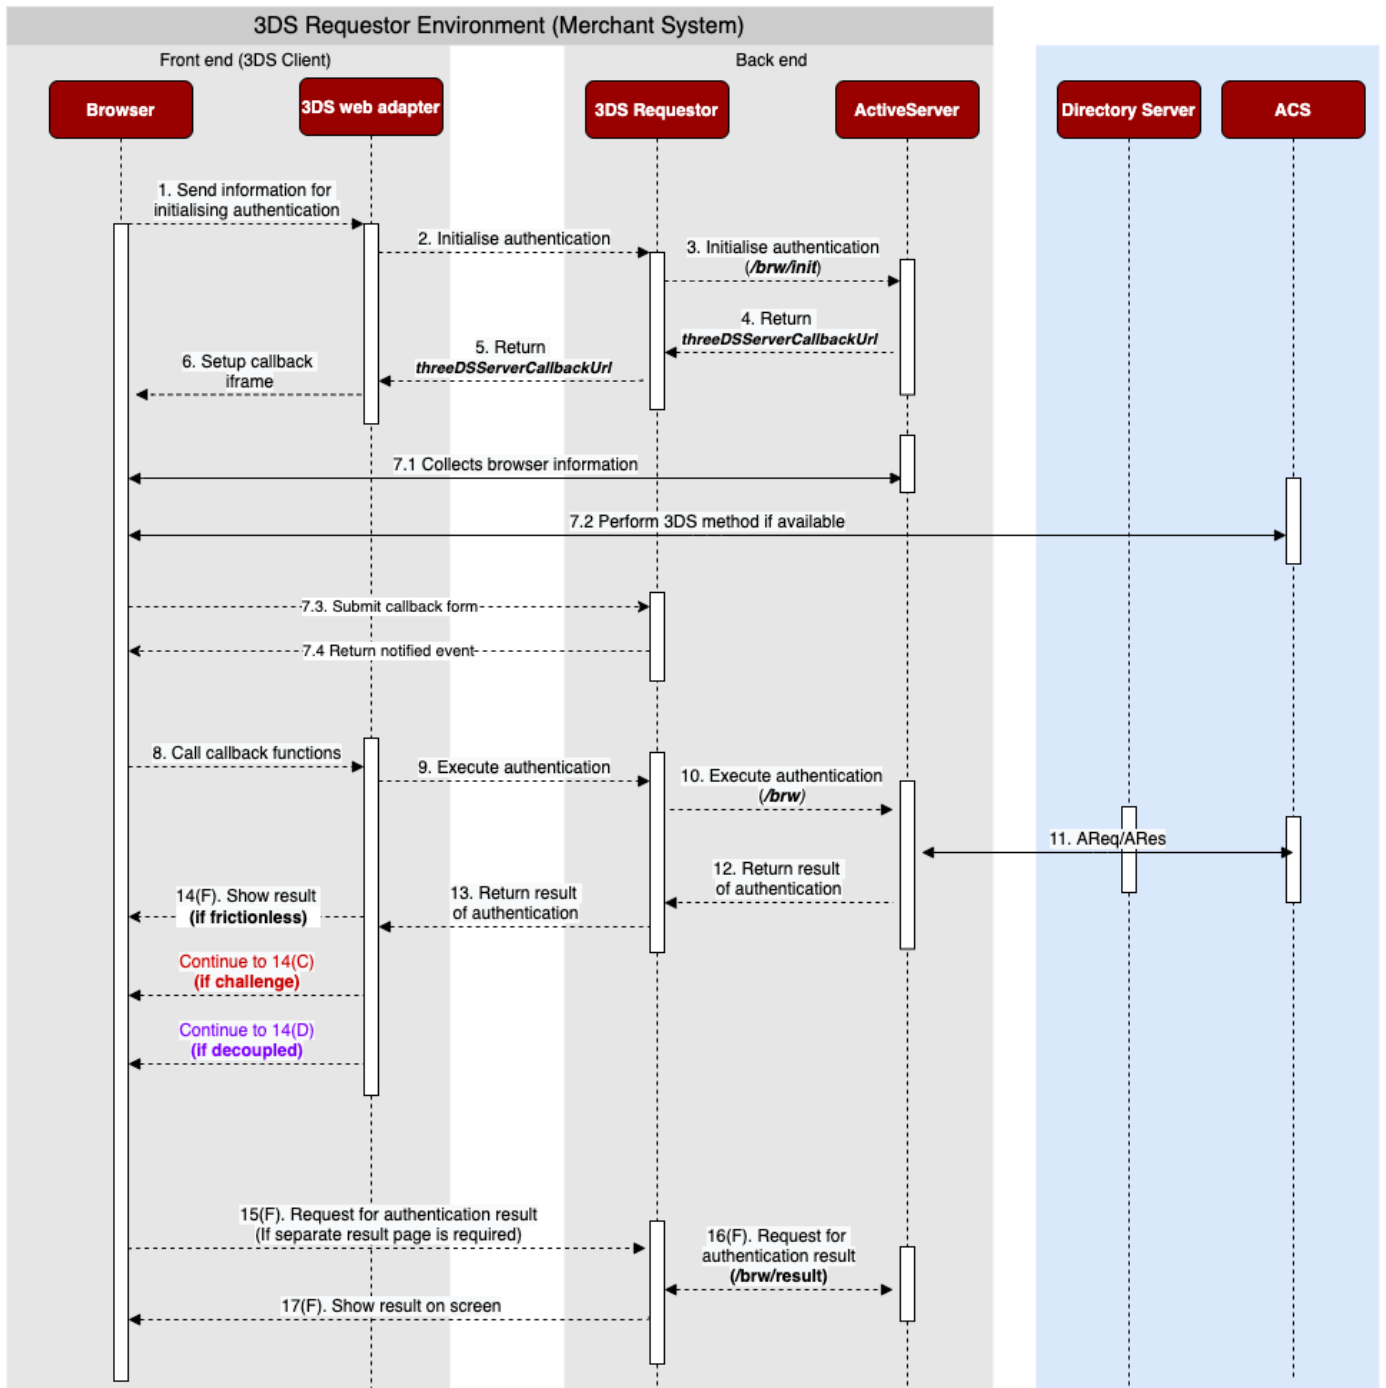 3DS Requestor Environment (Merchant System)
Front end (3DS Client)
Back end
Browser
3DS web adapter
3DS Requestor
ActiveServer
Directory Server
ACS
1. Send information for
initialising authentication
2. Initialise authentication
3. Initialise authentication
(/brw/init)
4. Return
threeDSServerCallbackUrl
5. Return
threeDSServerCallbackUrl
6. Setup callback
iframe
7.1 Collects browser information
7.2 Perform 3DS method if available
7.3. Submit callback form
7.4 Return notified event
8. Call callback functions
9. Execute authentication
10. Execute authentication
(/brw)
11. AReq/ARes
12. Return result
of authentication
13. Return result
of authentication
14(F). Show result
(if frictionless)
Continue to 14(C)
(if challenge)
Continue to 14(D)
(if decoupled)
15(F). Request for authentication result
(If separate result page is required)
16(F). Request for
authentication result
(/brw/result)
17(F). Show result on screen